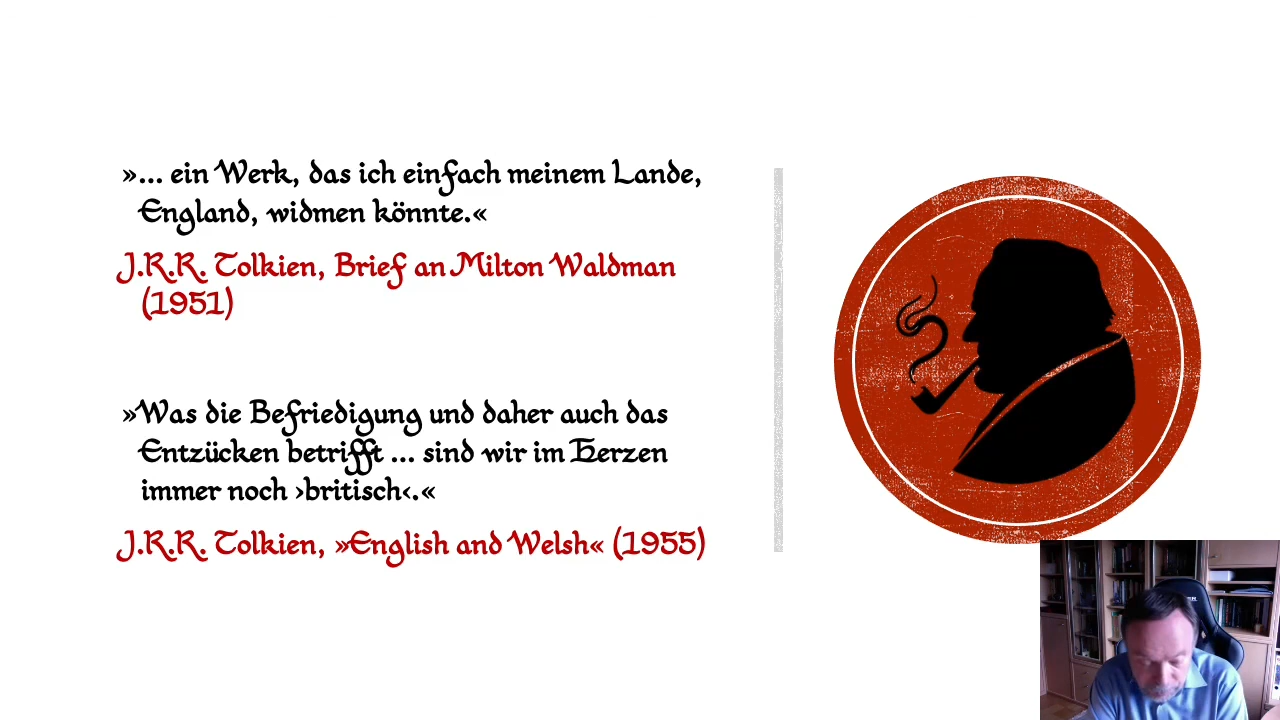 »... ein Werk, das ich einfach meinem Lande,
England, widmen könnte.«
J.R.R. Tolkien, Brief an Milton Waldman
(1951)
»Was die Befriedigung und daher auch das
Entzücken betrifft ... sind wir im Herzen
immer noch ›britisch‹.«
J.R.R. Tolkien, »English and Welsh« (1955)